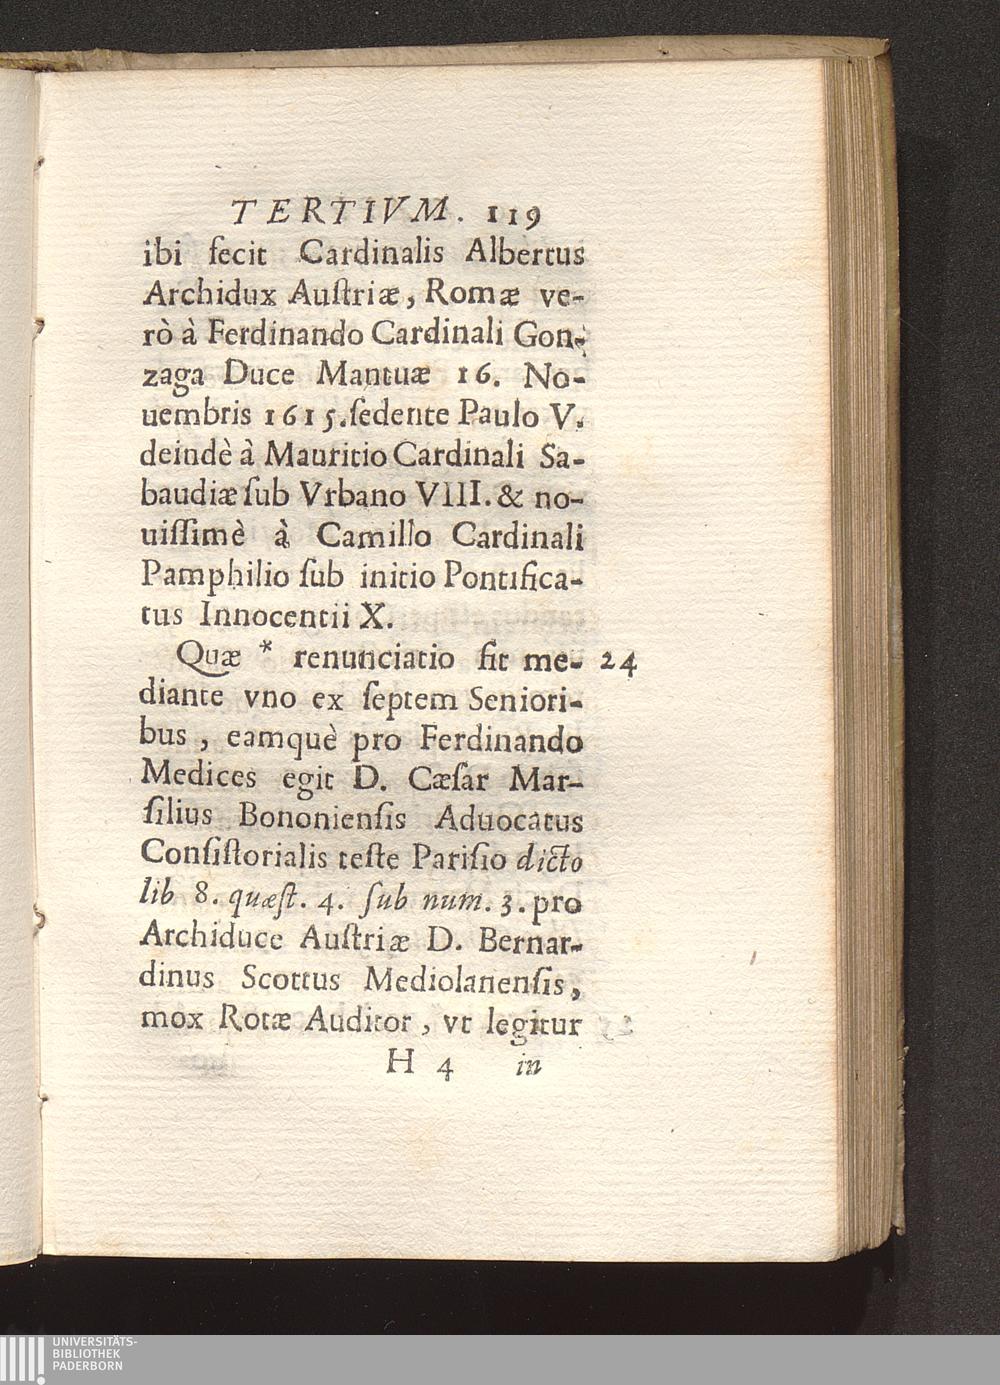 TERTIVM. 119
ibi fecit Cardinalis Albertus
Archidux Auſtriæ, Romæ ve-
rò à Ferdinando Cardinali Gon-
zaga Duce Mantuæ 16. No-
uembris 1615. ſedente Paulo V.
deindè à Mauritio Cardinali Sa-
baudiæ ſub Vrbano VIII. & no-
uiſſimè à Camillo Cardinali
Pamphilio ſub initio Pontifica-
tus Innocentii X.
Quæ * renunciatio fit me- 24
diante vno ex ſeptem Seniori-
bus, eamquè pro Ferdinando
Medices egit D. Cæſar Mar-
ſilius Bononienſis Aduocatus
Conſiſtorialis teſte Pariſio dicto
lib 8. quæſt. 4. ſub num. 3. pro
Archiduce Auſtriæ D. Bernar-
dinus Scottus Mediolanenſis,
mox Rotæ Auditor, vt legitur
H 4 in
UNIVERSITÄTS-
BIBLIOTHEK
PADERBORN